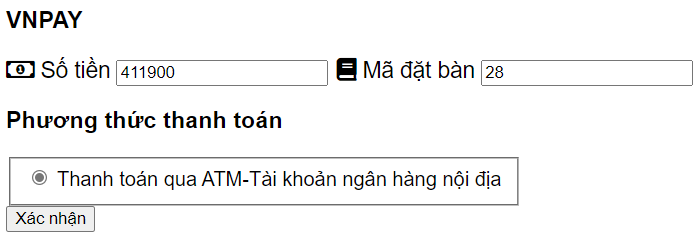 VNPAY
Số tiền 411900 Mã đặt bàn 28
Phương thức thanh toán
Thanh toán qua ATM-Tài khoản ngân hàng nội địa
Xác nhận